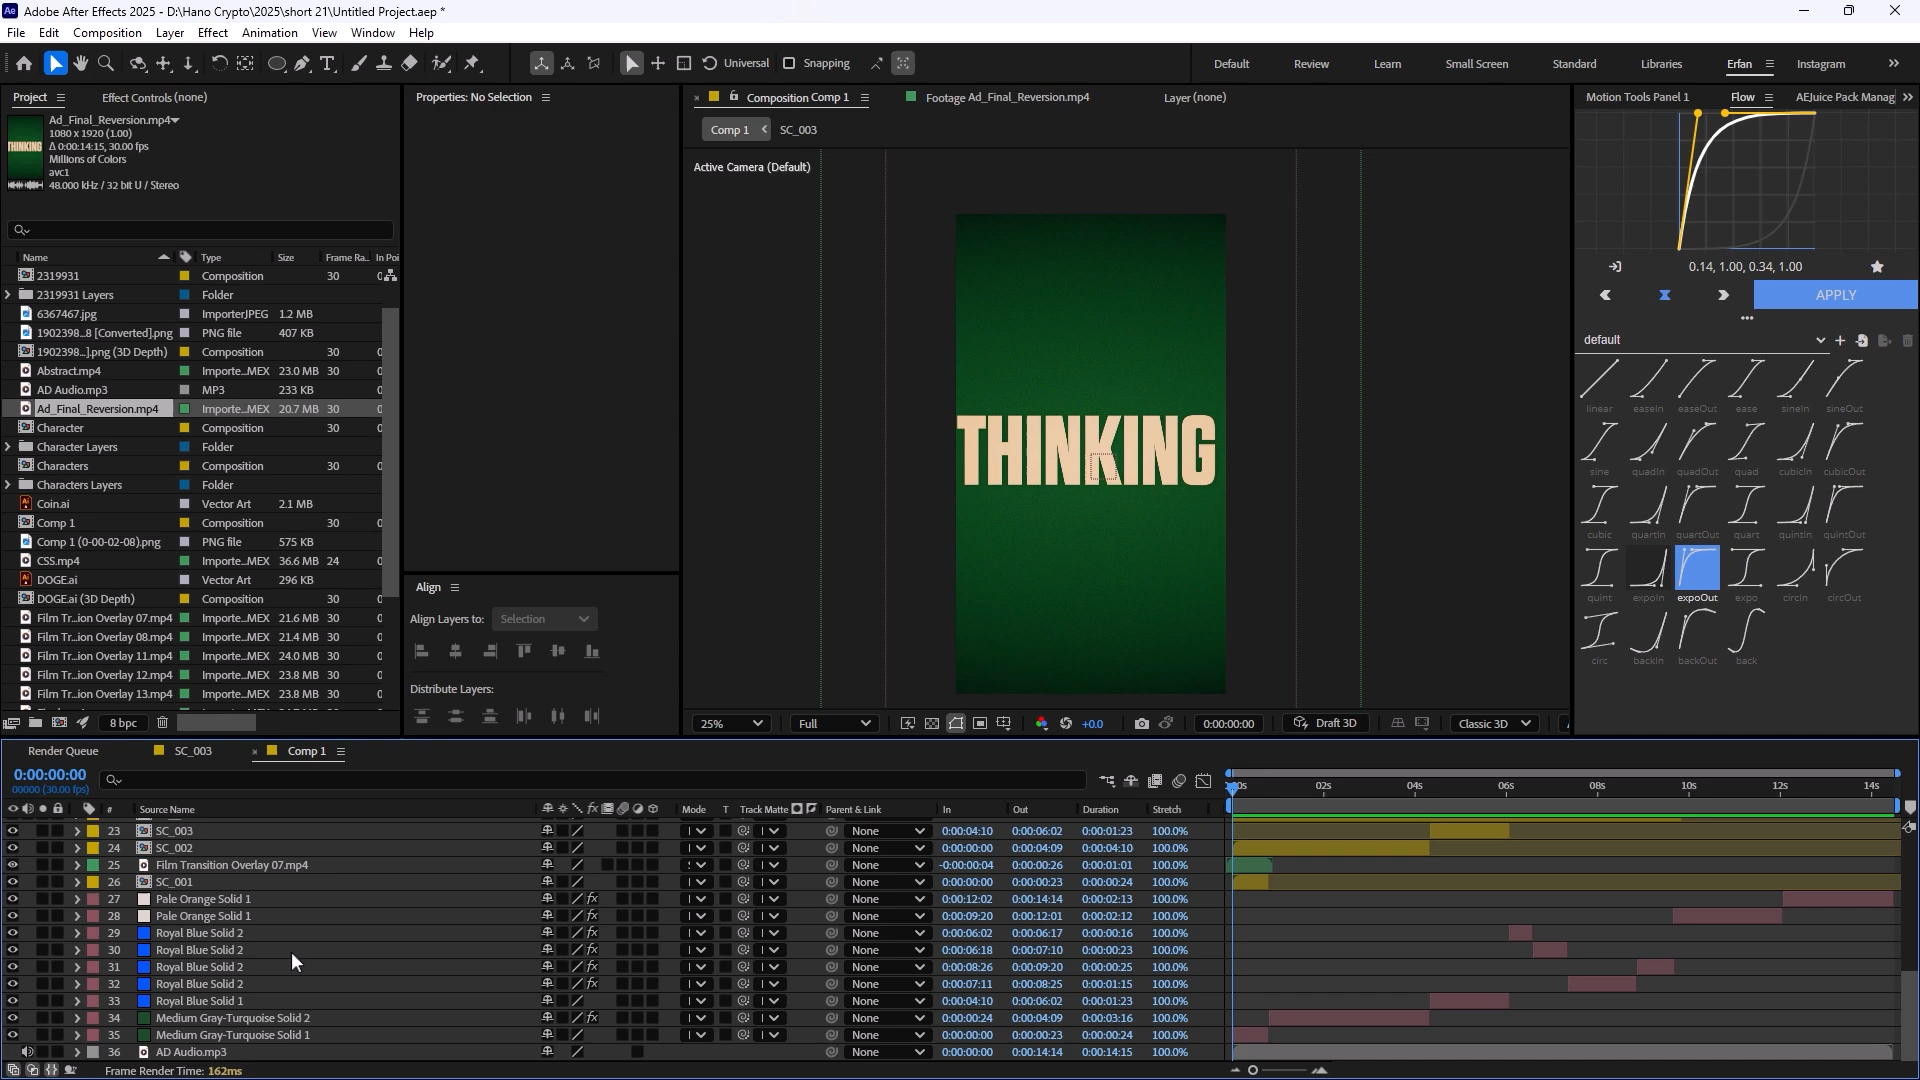 Adobe After Effects 2025 - D:\Hano Crypto\2025\short 21\Untitled Project.aep *
File Edit Composition Layer Effect Animation View Window Help
Universal Snapping Default Review Learn Small Screen Standard Libraries Erfan Instagram
Project Effect Controls (none)
Ad_Final_Reversion.mp4
1080 x 1920 (1.00)
Δ 0:00:14:15, 30.00 fps
Millions of Colors
avc1
48.000 kHz / 32 bit U / Stereo
Name Type Size Frame Ra... In Poi
2319931 Composition 30
2319931 Layers Folder
6367467.jpg ImporterJPEG 1.2 MB
1902398...8 [Converted].png PNG file 407 KB
1902398...].png (3D Depth) Composition 30
Abstract.mp4 Importe...MEX 23.0 MB 30
AD Audio.mp3 MP3 233 KB
Ad_Final_Reversion.mp4 Importe...MEX 20.7 MB 30
Character Composition 30
Character Layers Folder
Characters Composition 30
Characters Layers Folder
Coin.ai Vector Art 2.1 MB
Comp 1 Composition 30
Comp 1 (0-00-02-08).png PNG file 575 KB
CSS.mp4 Importe...MEX 36.6 MB 24
DOGE.ai Vector Art 296 KB
DOGE.ai (3D Depth) Composition 30
Film Tr...ion Overlay 07.mp4 Importe...MEX 21.6 MB 30
Film Tr...ion Overlay 08.mp4 Importe...MEX 21.4 MB 30
Film Tr...ion Overlay 11.mp4 Importe...MEX 24.0 MB 30
Film Tr...ion Overlay 12.mp4 Importe...MEX 23.8 MB 30
Film Tr...ion Overlay 13.mp4 Importe...MEX 23.8 MB 30
8 bpc
Properties: No Selection
Align
Align Layers to: Selection
Distribute Layers:
Composition Comp 1 Footage Ad_Final_Reversion.mp4 Layer (none)
Comp 1 SC_003
Active Camera (Default)
THINKING
25% Full +0.0 0:00:00:00 Draft 3D Classic 3D
Motion Tools Panel 1 Flow AEJuice Pack Manag
0.14, 1.00, 0.34, 1.00
APPLY
default
linear easeIn easeOut ease sineIn sineOut
sine quadIn quadOut quad cubicIn cubicOut
cubic quartIn quartOut quart quintIn quintOut
quint expoIn expoOut expo circIn circOut
circ backIn backOut back
Render Queue SC_003 Comp 1
0:00:00:00
00000 (30.00 fps)
# Source Name Mode T Track Matte Parent & Link In Out Duration Stretch
02s 04s 06s 08s 10s 12s 14s
23 SC_003 None 0:00:04:10 0:00:06:02 0:00:01:23 100.0%
24 SC_002 None 0:00:00:00 0:00:04:09 0:00:04:10 100.0%
25 Film Transition Overlay 07.mp4 None -0:00:00:04 0:00:00:26 0:00:01:01 100.0%
26 SC_001 None 0:00:00:00 0:00:00:23 0:00:00:24 100.0%
27 Pale Orange Solid 1 None 0:00:12:02 0:00:14:14 0:00:02:13 100.0%
28 Pale Orange Solid 1 None 0:00:09:20 0:00:12:01 0:00:02:12 100.0%
29 Royal Blue Solid 2 None 0:00:06:02 0:00:06:17 0:00:00:16 100.0%
30 Royal Blue Solid 2 None 0:00:06:18 0:00:07:10 0:00:00:23 100.0%
31 Royal Blue Solid 2 None 0:00:08:26 0:00:09:20 0:00:00:25 100.0%
32 Royal Blue Solid 2 None 0:00:07:11 0:00:08:25 0:00:01:15 100.0%
33 Royal Blue Solid 1 None 0:00:04:10 0:00:06:02 0:00:01:23 100.0%
34 Medium Gray-Turquoise Solid 2 None 0:00:00:24 0:00:04:09 0:00:03:16 100.0%
35 Medium Gray-Turquoise Solid 1 None 0:00:00:00 0:00:00:23 0:00:00:24 100.0%
36 AD Audio.mp3 None 0:00:00:00 0:00:14:14 0:00:14:15 100.0%
Frame Render Time: 162ms